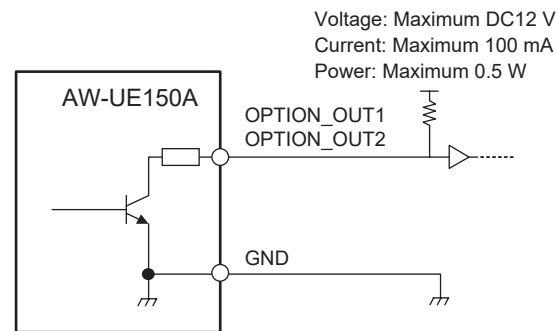 Voltage: Maximum DC12 V
Current: Maximum 100 mA
Power: Maximum 0.5 W
AW-UE150A
OPTION_OUT1
OPTION_OUT2
GND